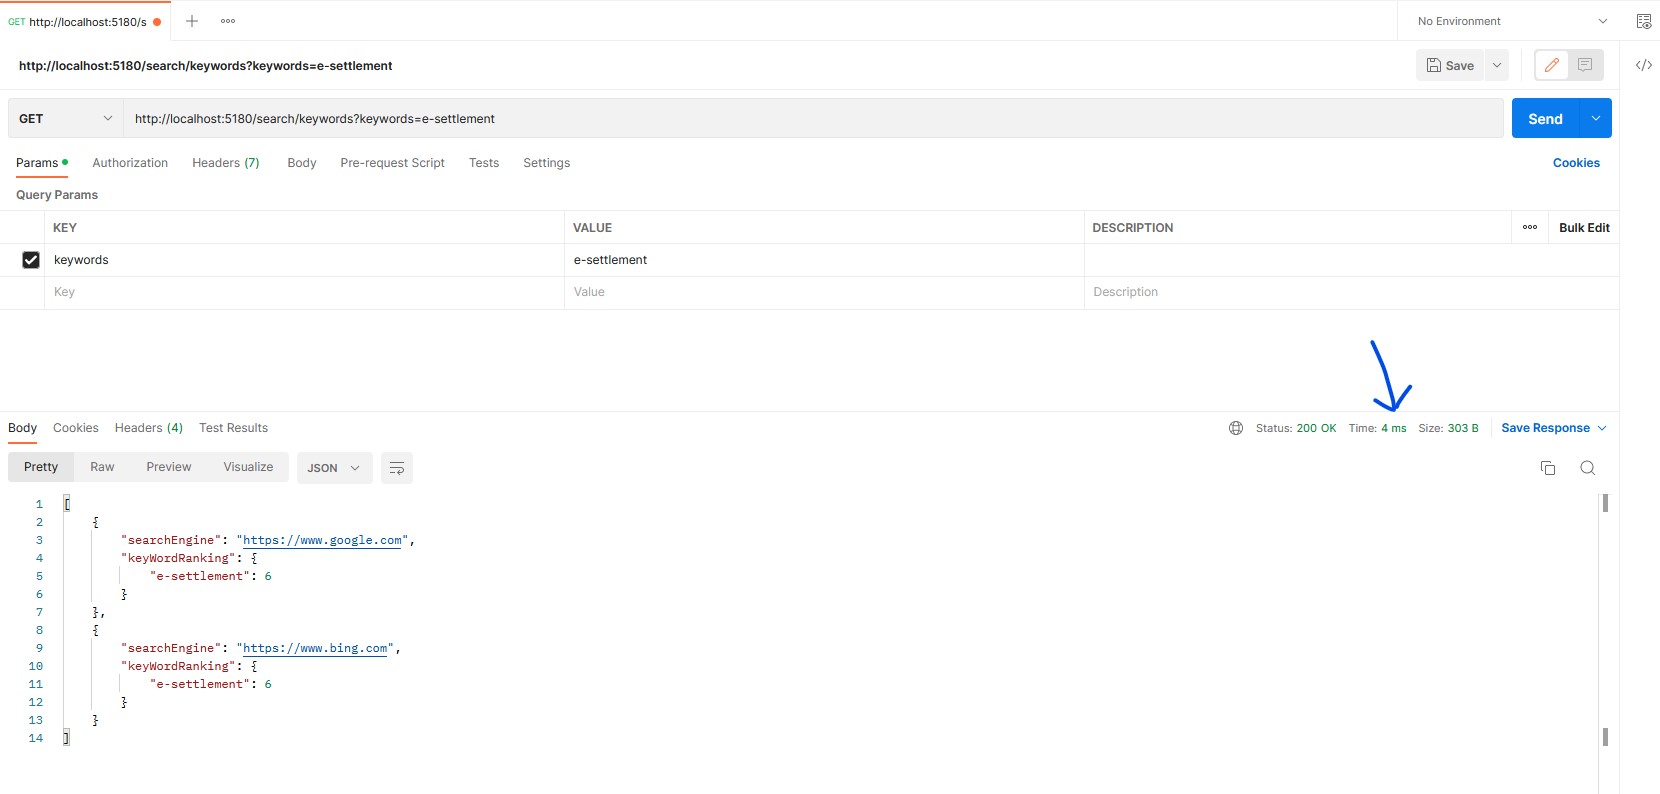 GET http://localhost:5180/s
No Environment
http://localhost:5180/search/keywords?keywords=e-settlement
Save
GET http://localhost:5180/search/keywords?keywords=e-settlement Send
Params Authorization Headers (7) Body Pre-request Script Tests Settings Cookies
Query Params
KEY VALUE DESCRIPTION ooo Bulk Edit
keywords e-settlement
Key Value Description
Body Cookies Headers (4) Test Results Status: 200 OK Time: 4 ms Size: 303 B Save Response
Pretty Raw Preview Visualize JSON
1 [
2 {
3 "searchEngine": "https://www.google.com",
4 "keyWordRanking": {
5 "e-settlement": 6
6 }
7 },
8 {
9 "searchEngine": "https://www.bing.com",
10 "keyWordRanking": {
11 "e-settlement": 6
12 }
13 }
14 ]